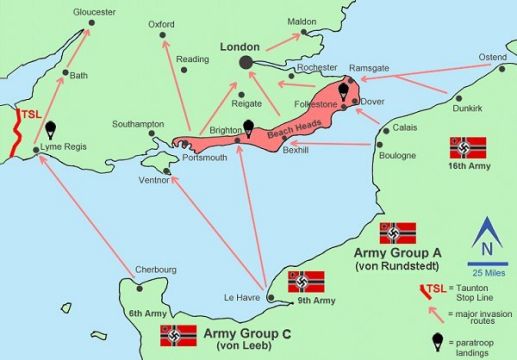 Gloucester
Oxford
Maldon
London
Reading
Bath
Rochester
Ramsgate
Ostend
TSL
Reigate
Folkestone
Dover
Dunkirk
Southampton
Brighton
Beach Heads
Calais
Lyme Regis
Portsmouth
Bexhill
Boulogne
Ventnor
16th Army
Army Group A
(von Rundstedt)
N
25 Miles
Cherbourg
Le Havre
9th Army
6th Army
Army Group C
(von Leeb)
TSL
= Taunton
Stop Line
= major invasion
routes
= paratroop
landings